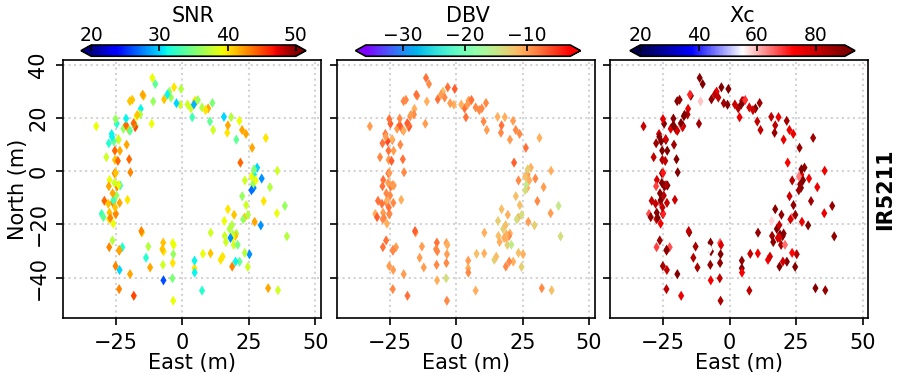 SNR DBV Xc
20 30 40 50 −30 −20 −10 20 40 60 80
40
20
0
−20
−40
North (m)
IR5211
−25 0 25 50 −25 0 25 50 −25 0 25 50
East (m) East (m) East (m)